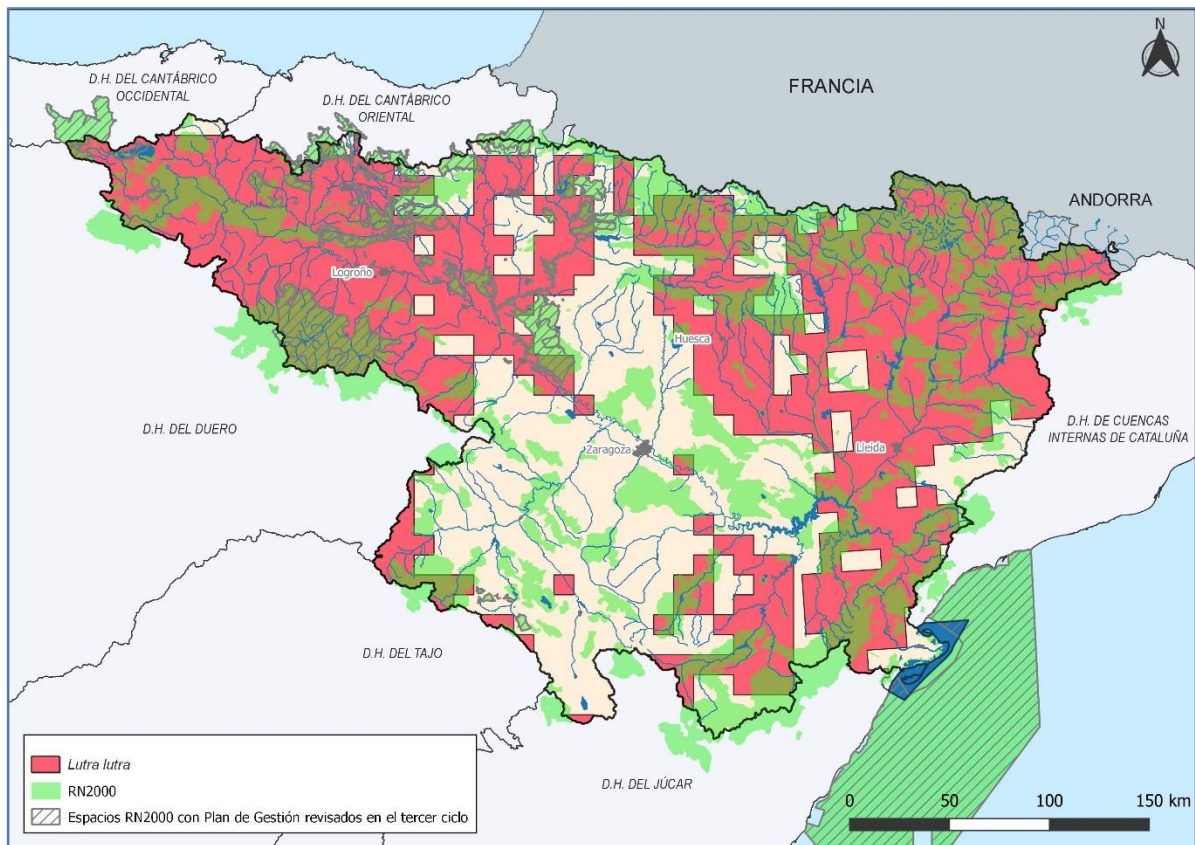 N
D.H. DEL CANTÁBRICO
OCCIDENTAL
D.H. DEL CANTÁBRICO
ORIENTAL
FRANCIA
ANDORRA
Logroño
Huesca
D.H. DE CUENCAS
INTERNAS DE CATALUÑA
D.H. DEL DUERO
Zaragoza
Lleida
D.H. DEL TAJO
D.H. DEL JÚCAR
Lutra lutra
RN2000
Espacios RN2000 con Plan de Gestión revisados en el tercer ciclo
0 50 100 150 km